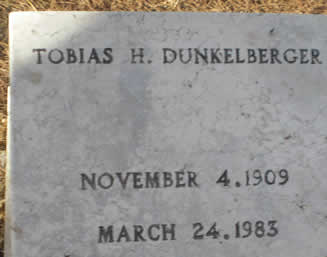 TOBIAS H. DUNKELBERGER
NOVEMBER 4.1909
MARCH 24.1983